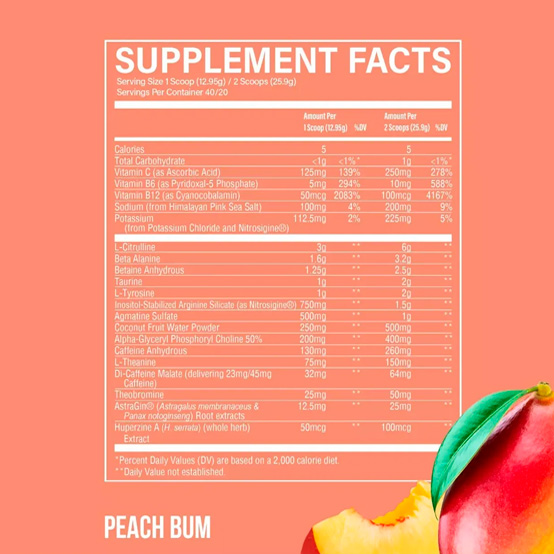 SUPPLEMENT FACTS
Serving Size 1 Scoop (12.95g) / 2 Scoops (25.9g)
Servings Per Container 40/20
Amount Per Amount Per
1 Scoop (12.95g) %DV 2 Scoops (25.9g) %DV
Calories 5 5
Total Carbohydrate <1g <1%* 1g <1%*
Vitamin C (as Ascorbic Acid) 125mg 139% 250mg 278%
Vitamin B6 (as Pyridoxal-5 Phosphate) 5mg 294% 10mg 588%
Vitamin B12 (as Cyanocobalamin) 50mcg 2083% 100mcg 4167%
Sodium (from Himalayan Pink Sea Salt) 100mg 4% 200mg 9%
Potassium 112.5mg 2% 225mg 5%
(from Potassium Chloride and Nitrosigine®)
L-Citrulline 3g ** 6g **
Beta Alanine 1.6g ** 3.2g **
Betaine Anhydrous 1.25g ** 2.5g **
Taurine 1g ** 2g **
L-Tyrosine 1g ** 2g **
Inositol-Stabilized Arginine Silicate (as Nitrosigine®) 750mg ** 1.5g **
Agmatine Sulfate 500mg ** 1g **
Coconut Fruit Water Powder 250mg ** 500mg **
Alpha-Glyceryl Phosphoryl Choline 50% 200mg ** 400mg **
Caffeine Anhydrous 130mg ** 260mg **
L-Theanine 75mg ** 150mg **
Di-Caffeine Malate (delivering 23mg/45mg 32mg ** 64mg **
Caffeine)
Theobromine 25mg ** 50mg **
AstraGin® (Astragalus membranaceus & 12.5mg ** 25mg **
Panax notoginseng) Root extracts
Huperzine A (H. serrata) (whole herb) 50mcg ** 100mcg **
Extract
*Percent Daily Values (DV) are based on a 2,000 calorie diet.
**Daily Value not established.
PEACH BUM